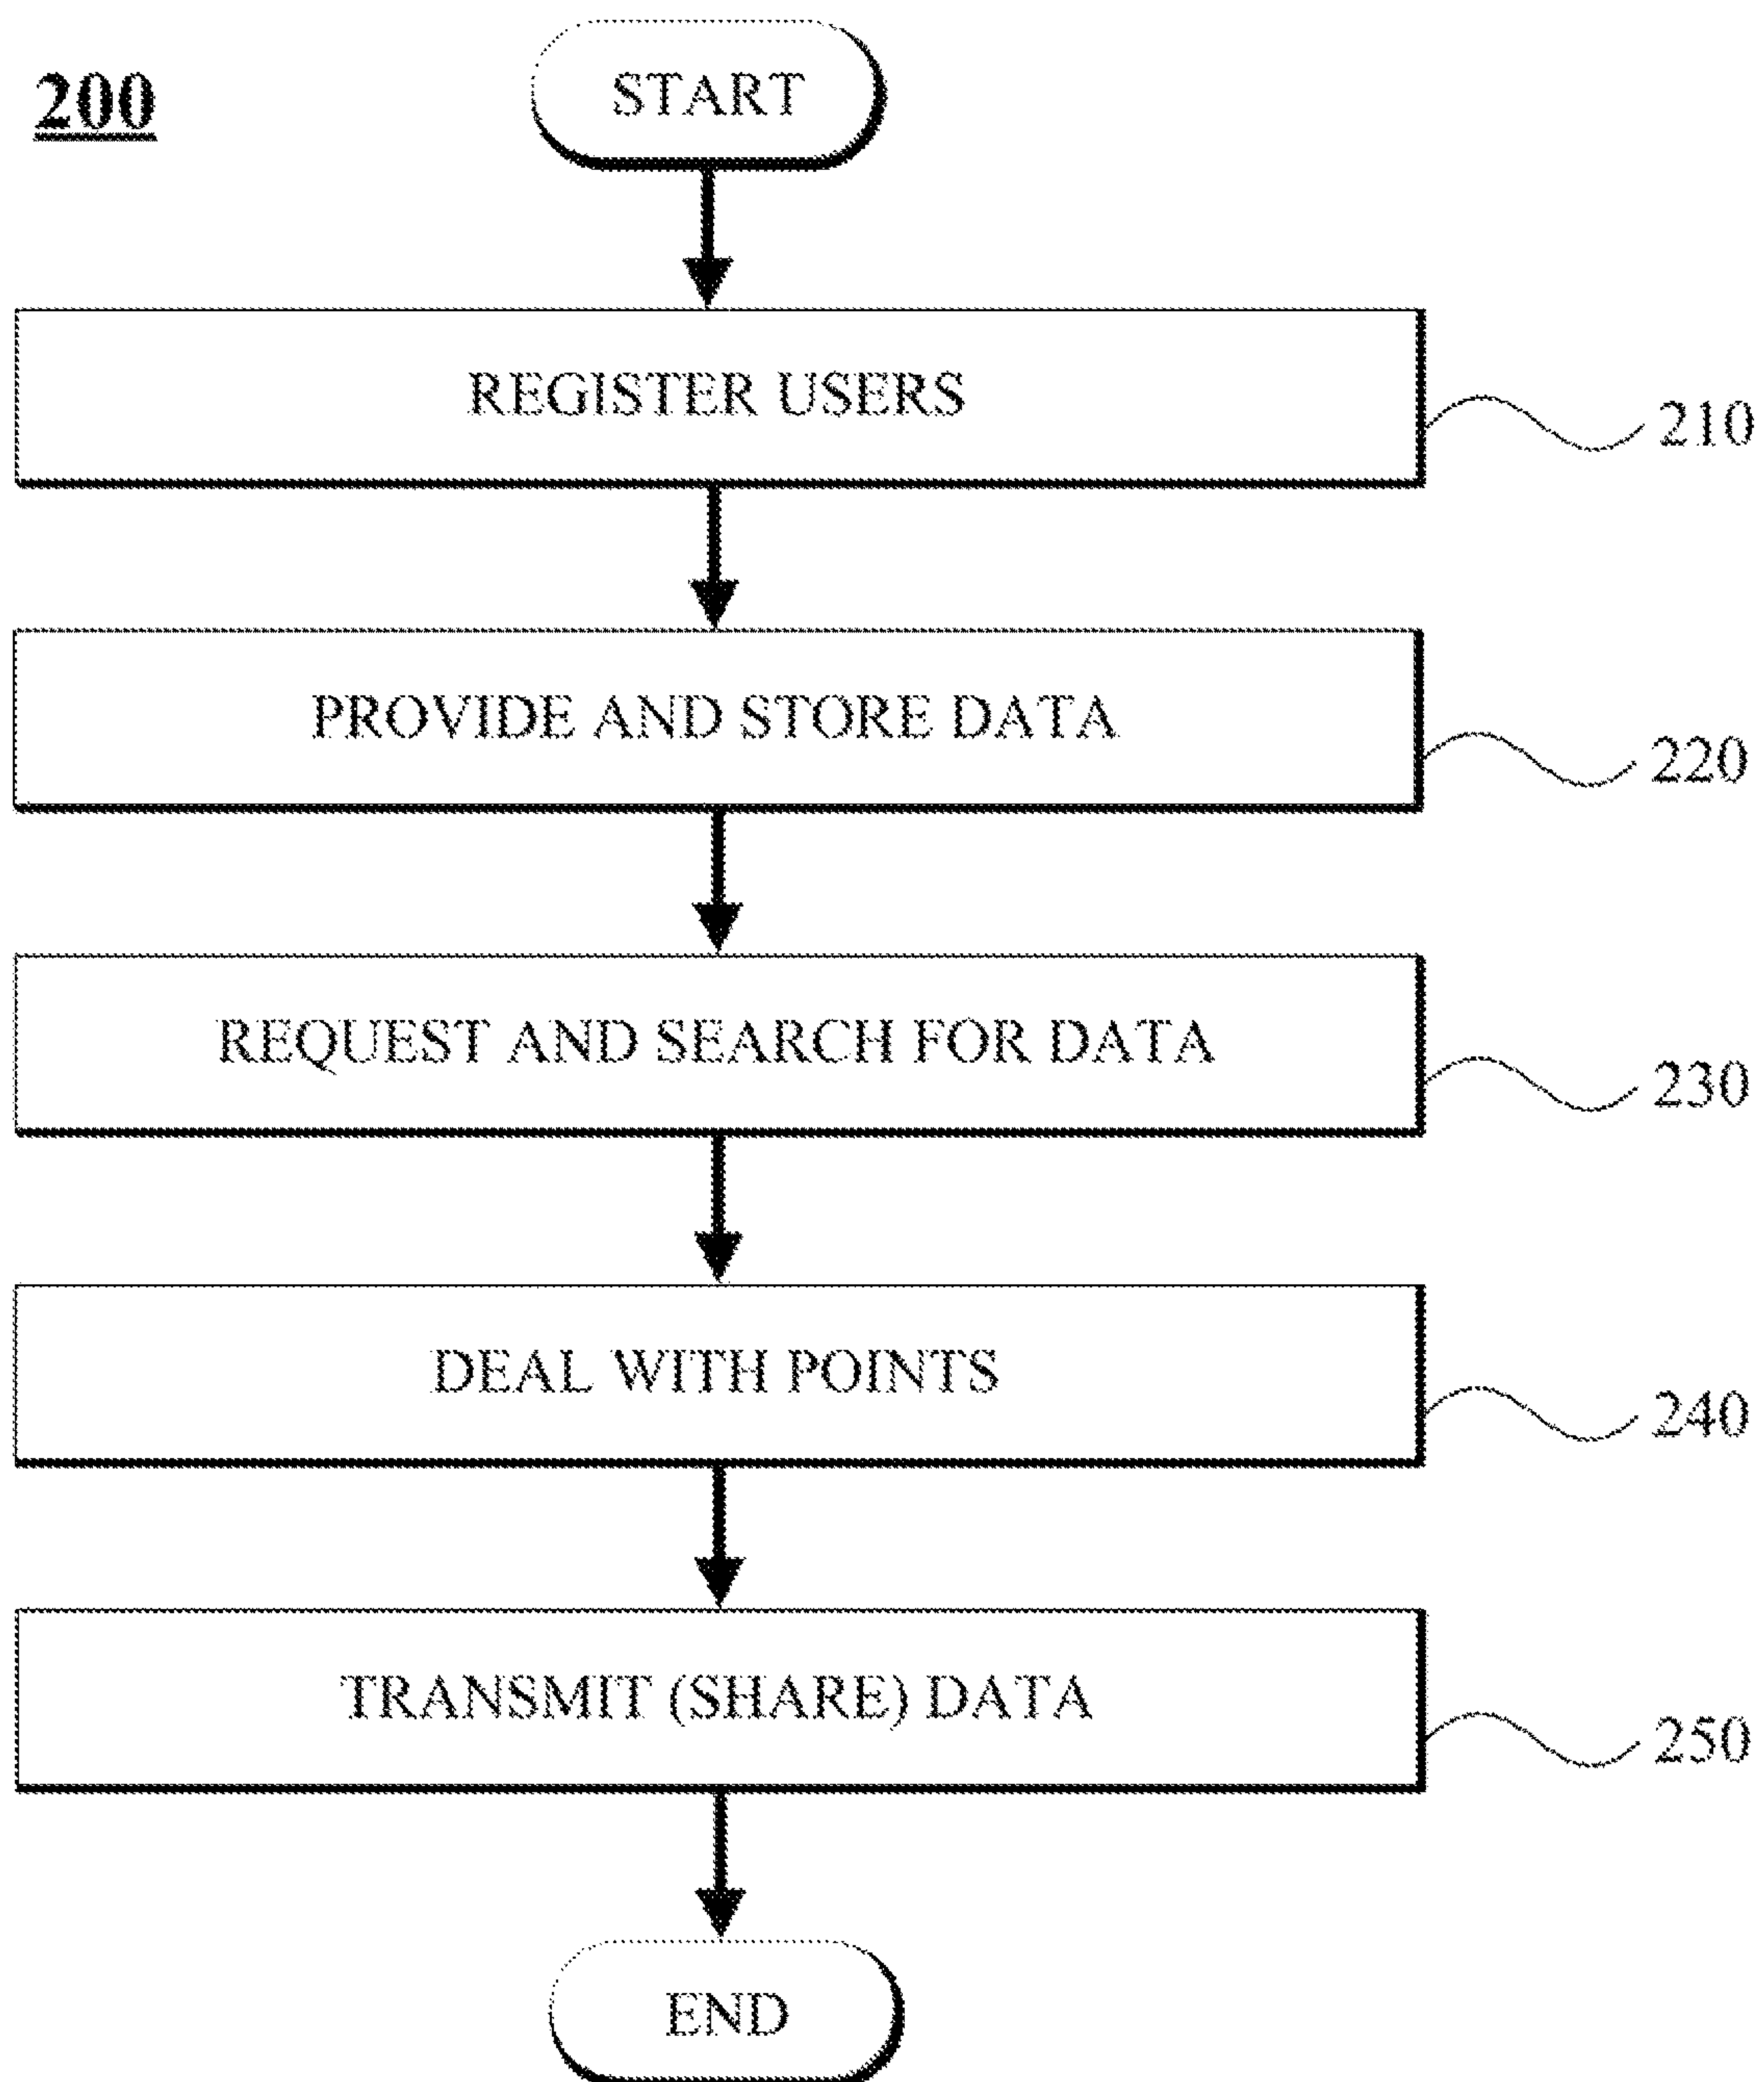 200
START
REGISTER USERS
210
PROVIDE AND STORE DATA
220
REQUEST AND SEARCH FOR DATA
230
DEAL WITH POINTS
240
TRANSMIT (SHARE) DATA
250
END